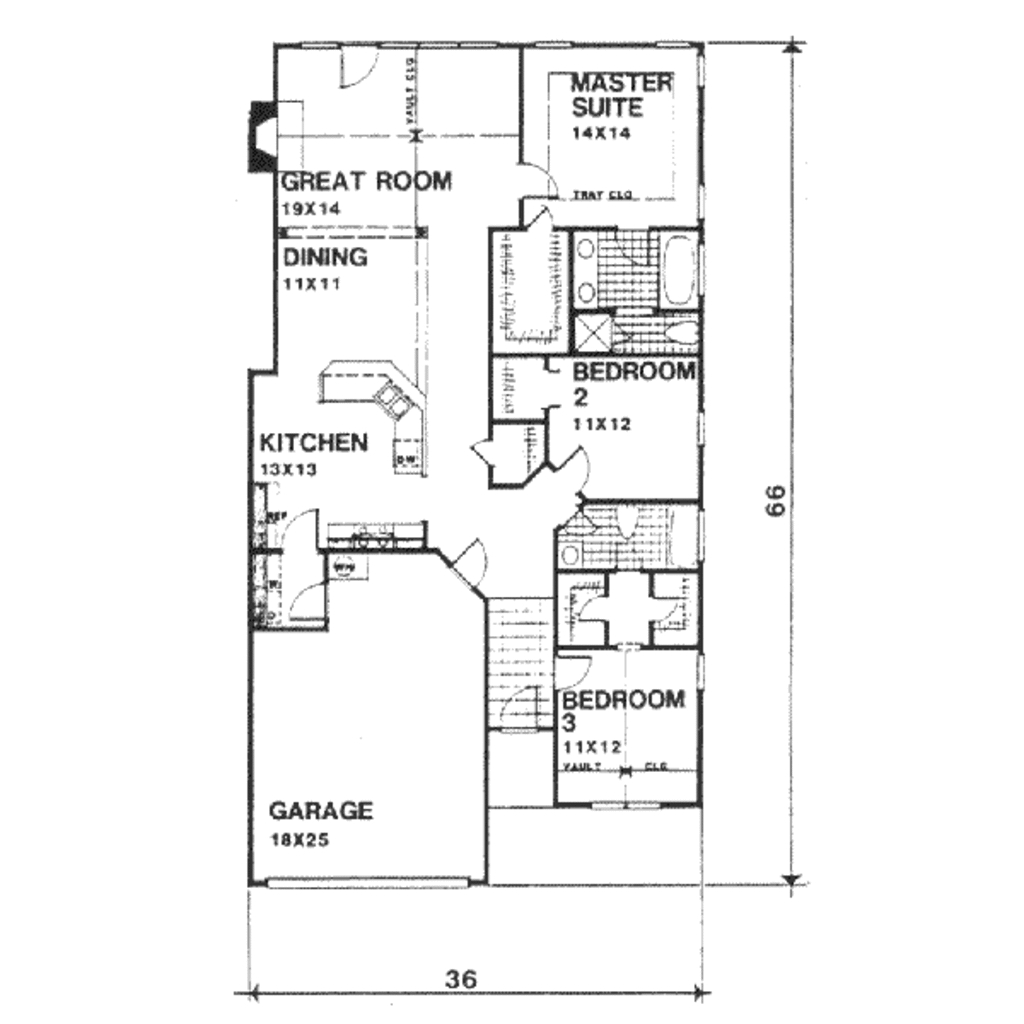 VAULT CLG
MASTER
SUITE
14X14
GREAT ROOM
19X14
TRAY CLG
DINING
11X11
BEDROOM
2
11X12
KITCHEN
13X13
DW
REF
WH
W
D
BEDROOM
3
11X12
VAULT CLG
GARAGE
18X25
66
36